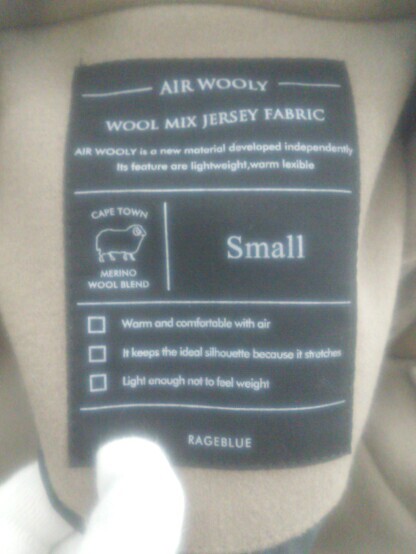 AIR WOOLY
WOOL MIX JERSEY FABRIC
AIR WOOLY is a new material developed independently
Its feature are lightweight,warm lexible
CAPE TOWN
MERINO
WOOL BLEND
Small
Warm and comfortable with air
It keeps the ideal silhouette because it stretches
Light enough not to feel weight
RAGEBLUE